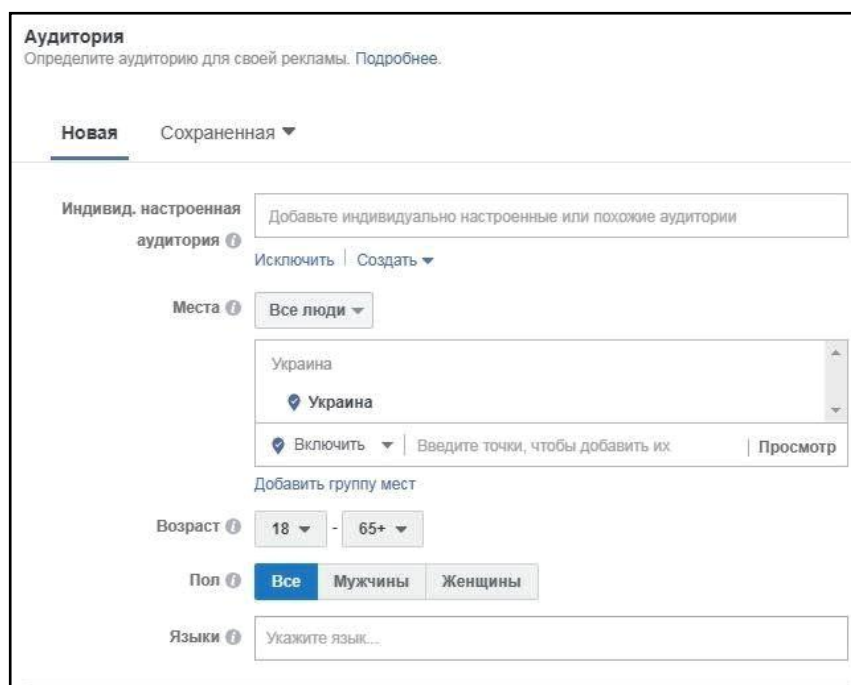 Аудитория
Определите аудиторию для своей рекламы. Подробнее.
Новая Сохраненная
Индивид. настроенная
аудитория
Добавьте индивидуально настроенные или похожие аудитории
Исключить Создать
Места Все люди
Украина
Украина
Включить Введите точки, чтобы добавить их Просмотр
Добавить группу мест
Возраст 18 - 65+
Пол Все Мужчины Женщины
Языки Укажите язык...